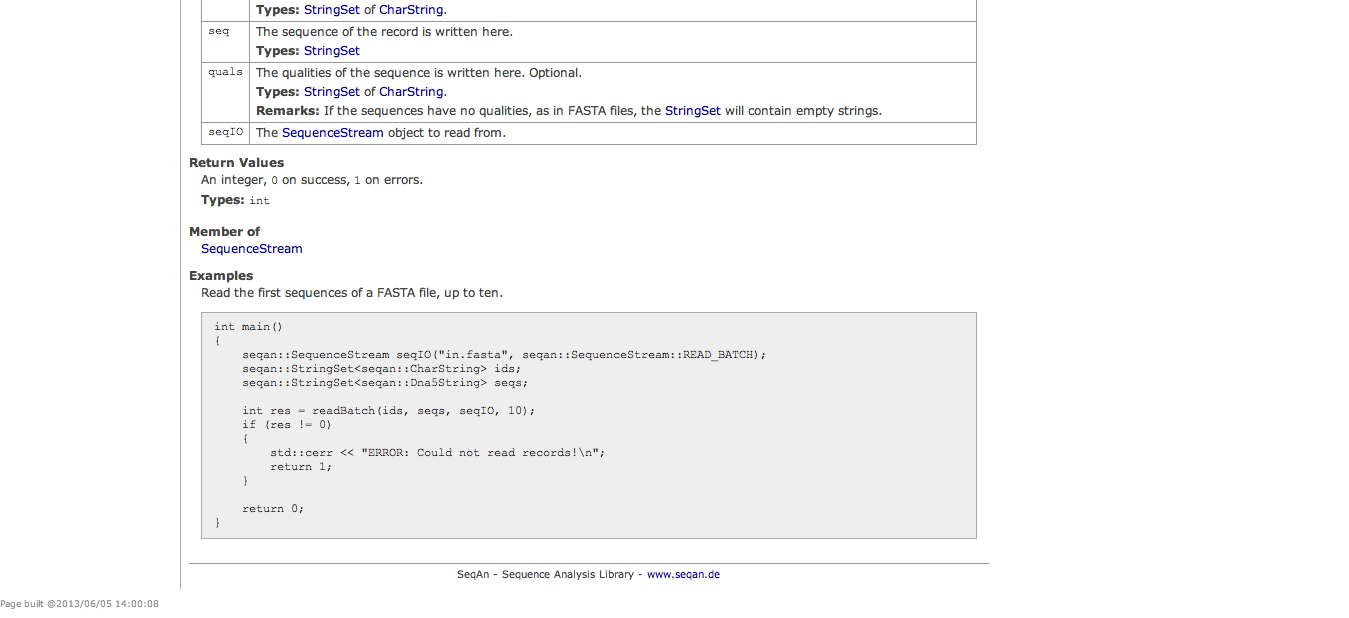 Types: StringSet of CharString.
seq The sequence of the record is written here.
Types: StringSet
quals The qualities of the sequence is written here. Optional.
Types: StringSet of CharString.
Remarks: If the sequences have no qualities, as in FASTA files, the StringSet will contain empty strings.
seqIO The SequenceStream object to read from.
Return Values
An integer, 0 on success, 1 on errors.
Types: int
Member of
SequenceStream
Examples
Read the first sequences of a FASTA file, up to ten.
int main()
{
    seqan::SequenceStream seqIO("in.fasta", seqan::SequenceStream::READ_BATCH);
    seqan::StringSet<seqan::CharString> ids;
    seqan::StringSet<seqan::Dna5String> seqs;
    int res = readBatch(ids, seqs, seqIO, 10);
    if (res != 0)
    {
        std::cerr << "ERROR: Could not read records!\n";
        return 1;
    }
    return 0;
}
SeqAn - Sequence Analysis Library - www.seqan.de
Page built @2013/06/05 14:00:08